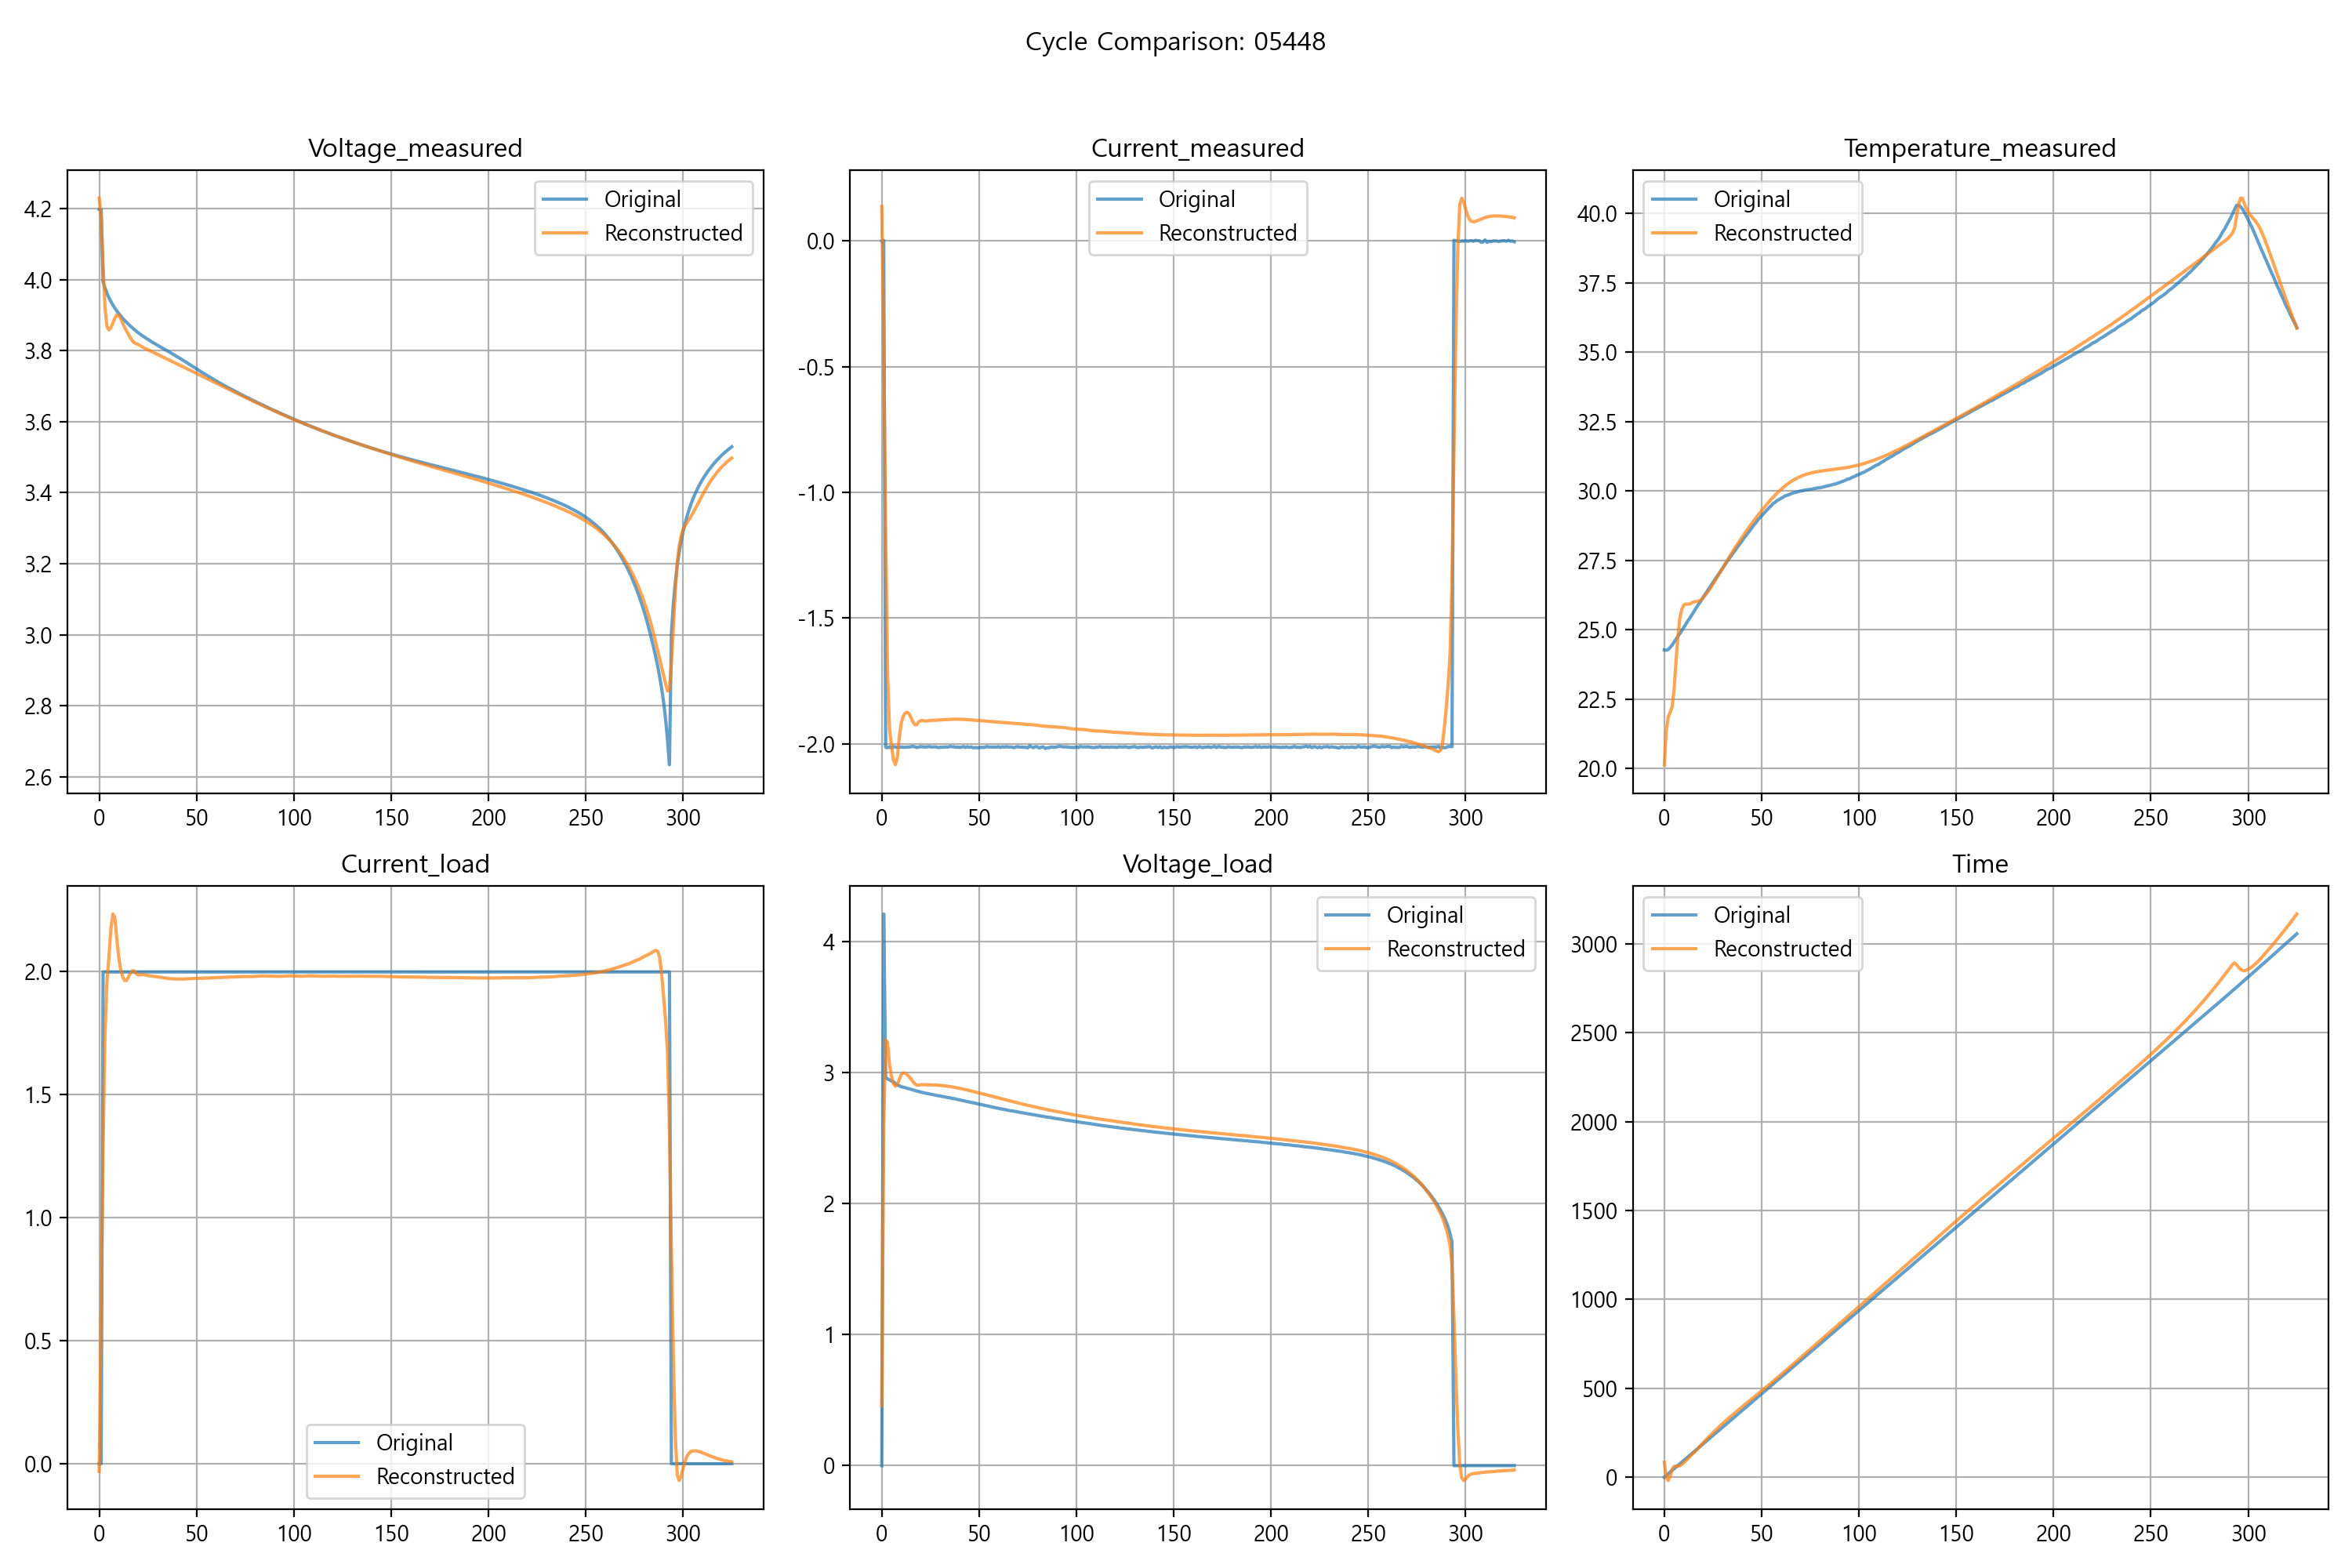 Cycle Comparison: 05448
Voltage_measured
Original
Reconstructed
4.2
4.0
3.8
3.6
3.4
3.2
3.0
2.8
2.6
0 50 100 150 200 250 300
Current_measured
Original
Reconstructed
0.0
-0.5
-1.0
-1.5
-2.0
0 50 100 150 200 250 300
Temperature_measured
Original
Reconstructed
40.0
37.5
35.0
32.5
30.0
27.5
25.0
22.5
20.0
0 50 100 150 200 250 300
Current_load
2.0
1.5
1.0
0.5
0.0
Original
Reconstructed
0 50 100 150 200 250 300
Voltage_load
Original
Reconstructed
4
3
2
1
0
0 50 100 150 200 250 300
Time
Original
Reconstructed
3000
2500
2000
1500
1000
500
0
0 50 100 150 200 250 300